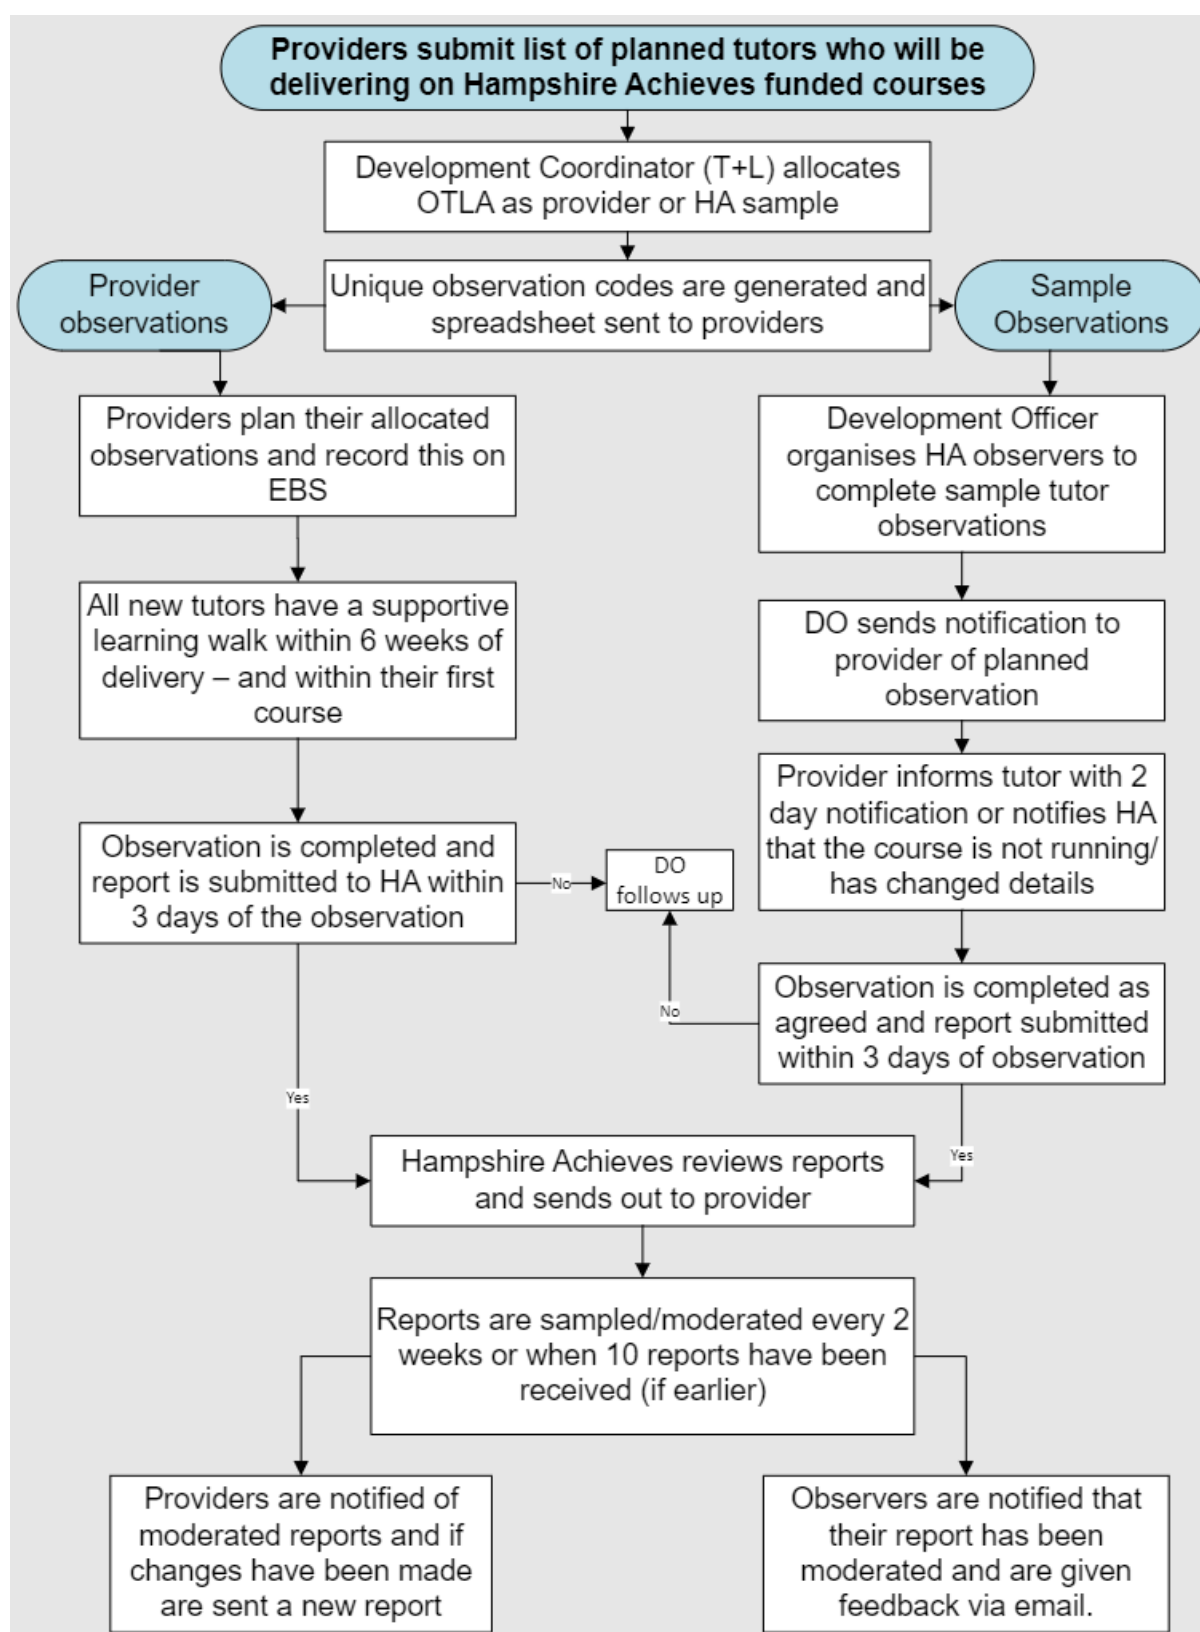 Providers submit list of planned tutors who will be
delivering on Hampshire Achieves funded courses
Development Coordinator (T+L) allocates
OTLA as provider or HA sample
Provider
observations
Unique observation codes are generated and
spreadsheet sent to providers
Sample
Observations
Providers plan their allocated
observations and record this on
EBS
Development Officer
organises HA observers to
complete sample tutor
observations
All new tutors have a supportive
learning walk within 6 weeks of
delivery – and within their first
course
DO sends notification to
provider of planned
observation
Provider informs tutor with 2
day notification or notifies HA
that the course is not running/
has changed details
Observation is completed and
report is submitted to HA within
3 days of the observation
No
DO
follows up
No
Observation is completed as
agreed and report submitted
within 3 days of observation
Yes
Yes
Hampshire Achieves reviews reports
and sends out to provider
Reports are sampled/moderated every 2
weeks or when 10 reports have been
received (if earlier)
Providers are notified of
moderated reports and if
changes have been made
are sent a new report
Observers are notified that
their report has been
moderated and are given
feedback via email.